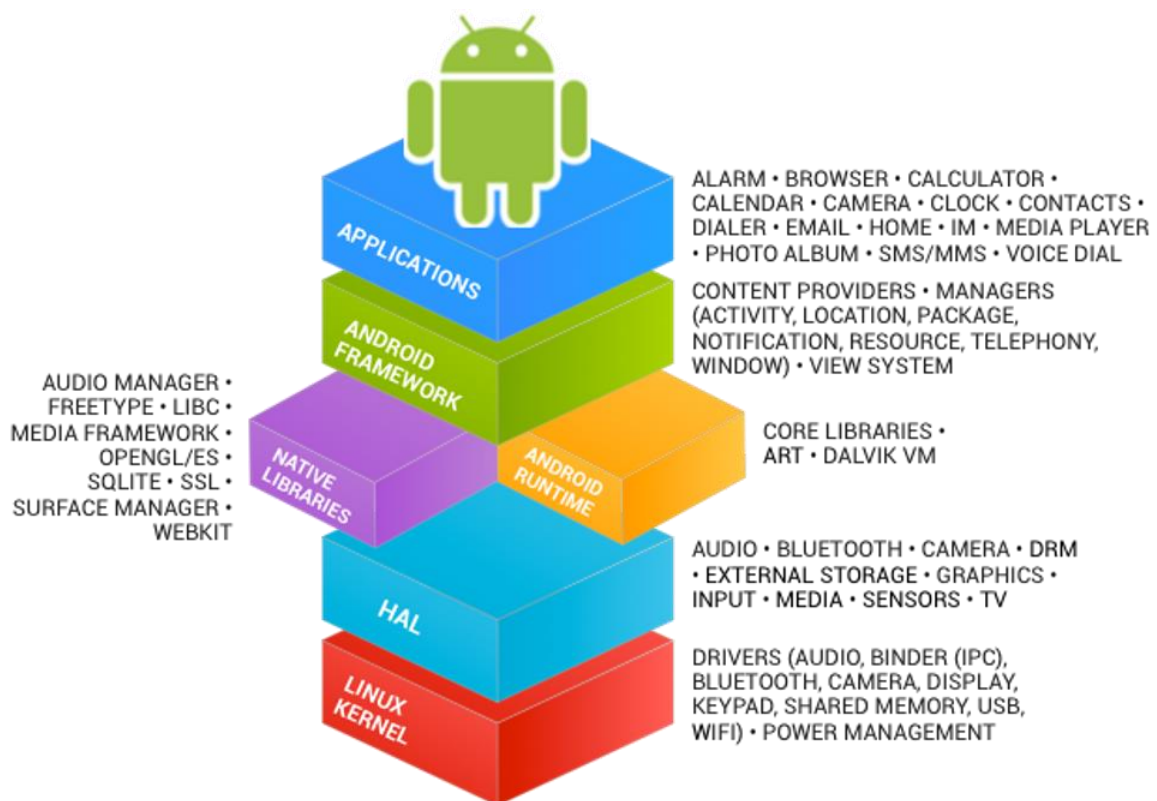 ALARM • BROWSER • CALCULATOR •
CALENDAR • CAMERA • CLOCK • CONTACTS •
DIALER • EMAIL • HOME • IM • MEDIA PLAYER
• PHOTO ALBUM • SMS/MMS • VOICE DIAL
APPLICATIONS
CONTENT PROVIDERS • MANAGERS
(ACTIVITY, LOCATION, PACKAGE,
NOTIFICATION, RESOURCE, TELEPHONY,
WINDOW) • VIEW SYSTEM
ANDROID
FRAMEWORK
AUDIO MANAGER •
FREETYPE • LIBC •
MEDIA FRAMEWORK •
OPENGL/ES •
SQLITE • SSL •
SURFACE MANAGER •
WEBKIT
NATIVE
LIBRARIES
ANDROID
RUNTIME
CORE LIBRARIES •
ART • DALVIK VM
HAL
AUDIO • BLUETOOTH • CAMERA • DRM
• EXTERNAL STORAGE • GRAPHICS •
INPUT • MEDIA • SENSORS • TV
LINUX
KERNEL
DRIVERS (AUDIO, BINDER (IPC),
BLUETOOTH, CAMERA, DISPLAY,
KEYPAD, SHARED MEMORY, USB,
WIFI) • POWER MANAGEMENT